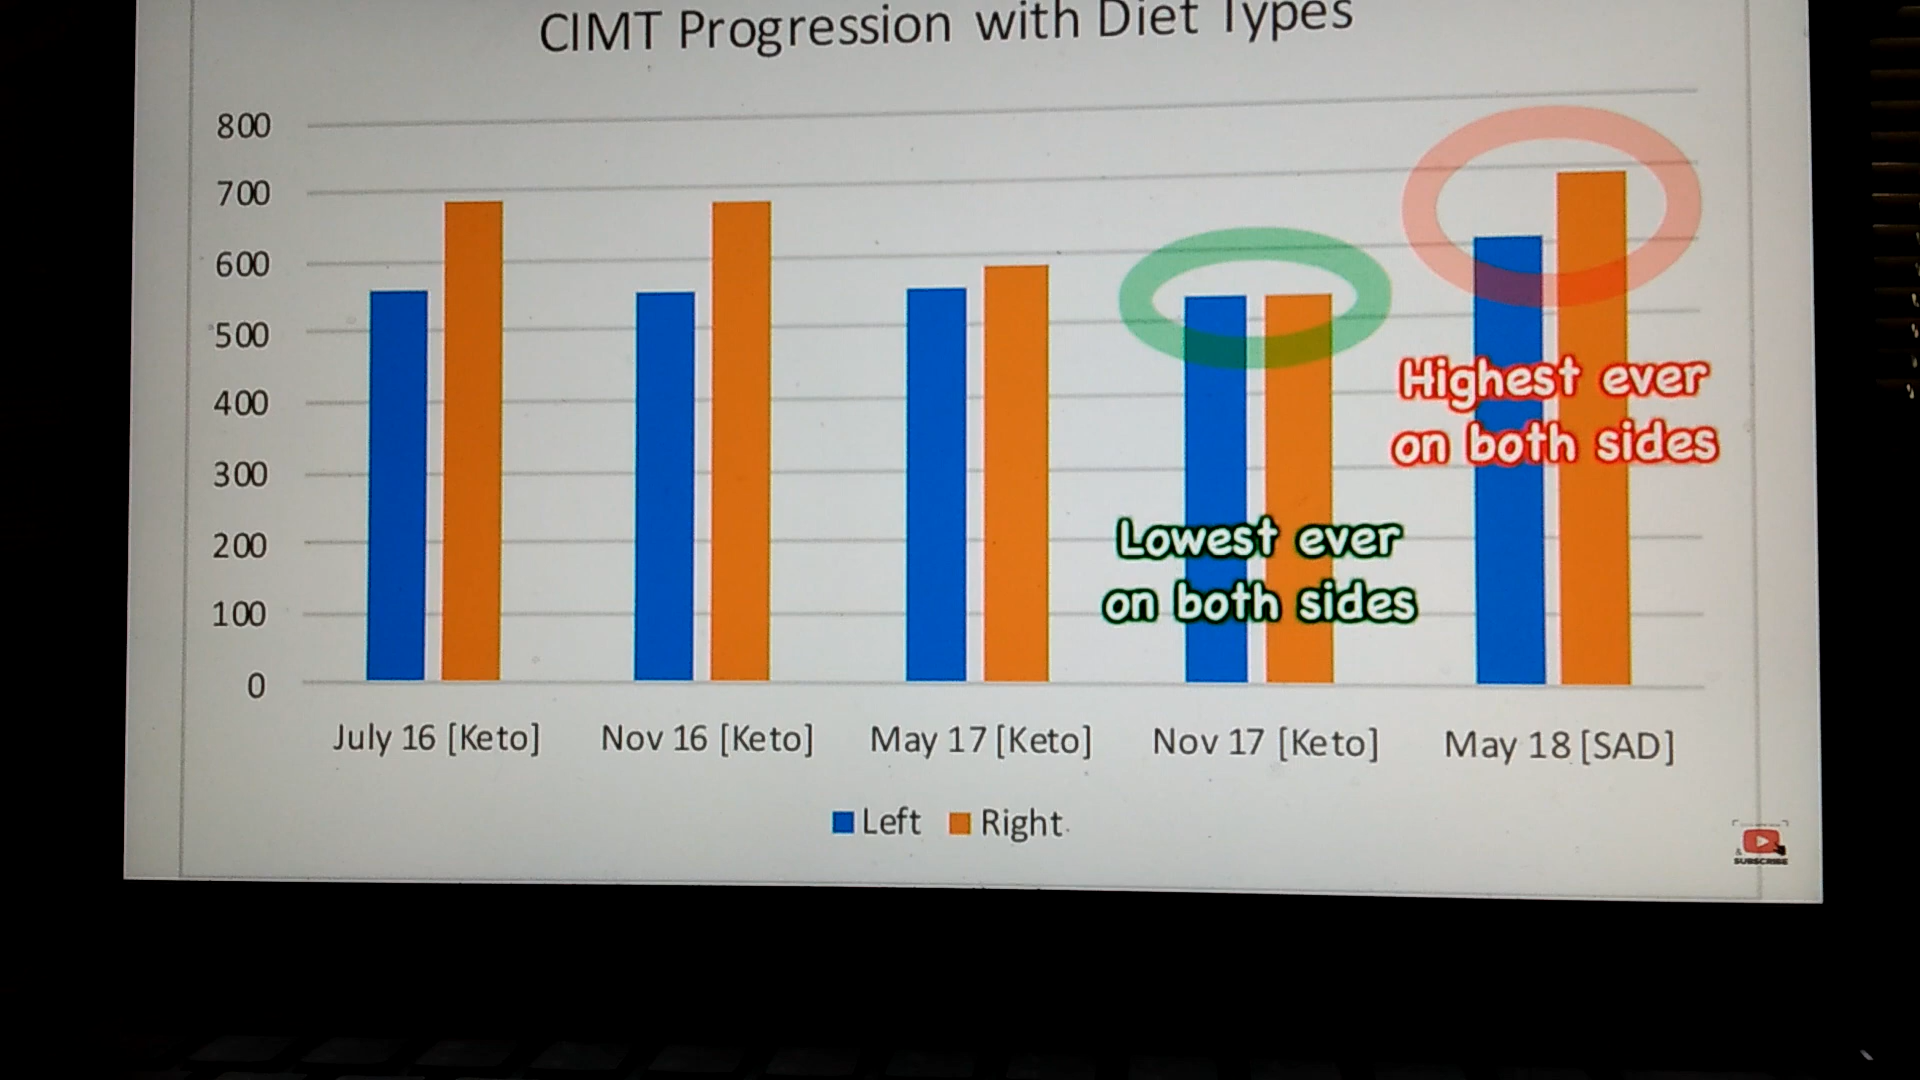 CIMT Progression with Diet Types
800
700
600
500
400
300
200
100
0
Highest ever
on both sides
Lowest ever
on both sides
July 16 [Keto]
Nov 16 [Keto]
May 17 [Keto]
Nov 17 [Keto]
May 18 [SAD]
Left
Right
&
SUBSCRIBE